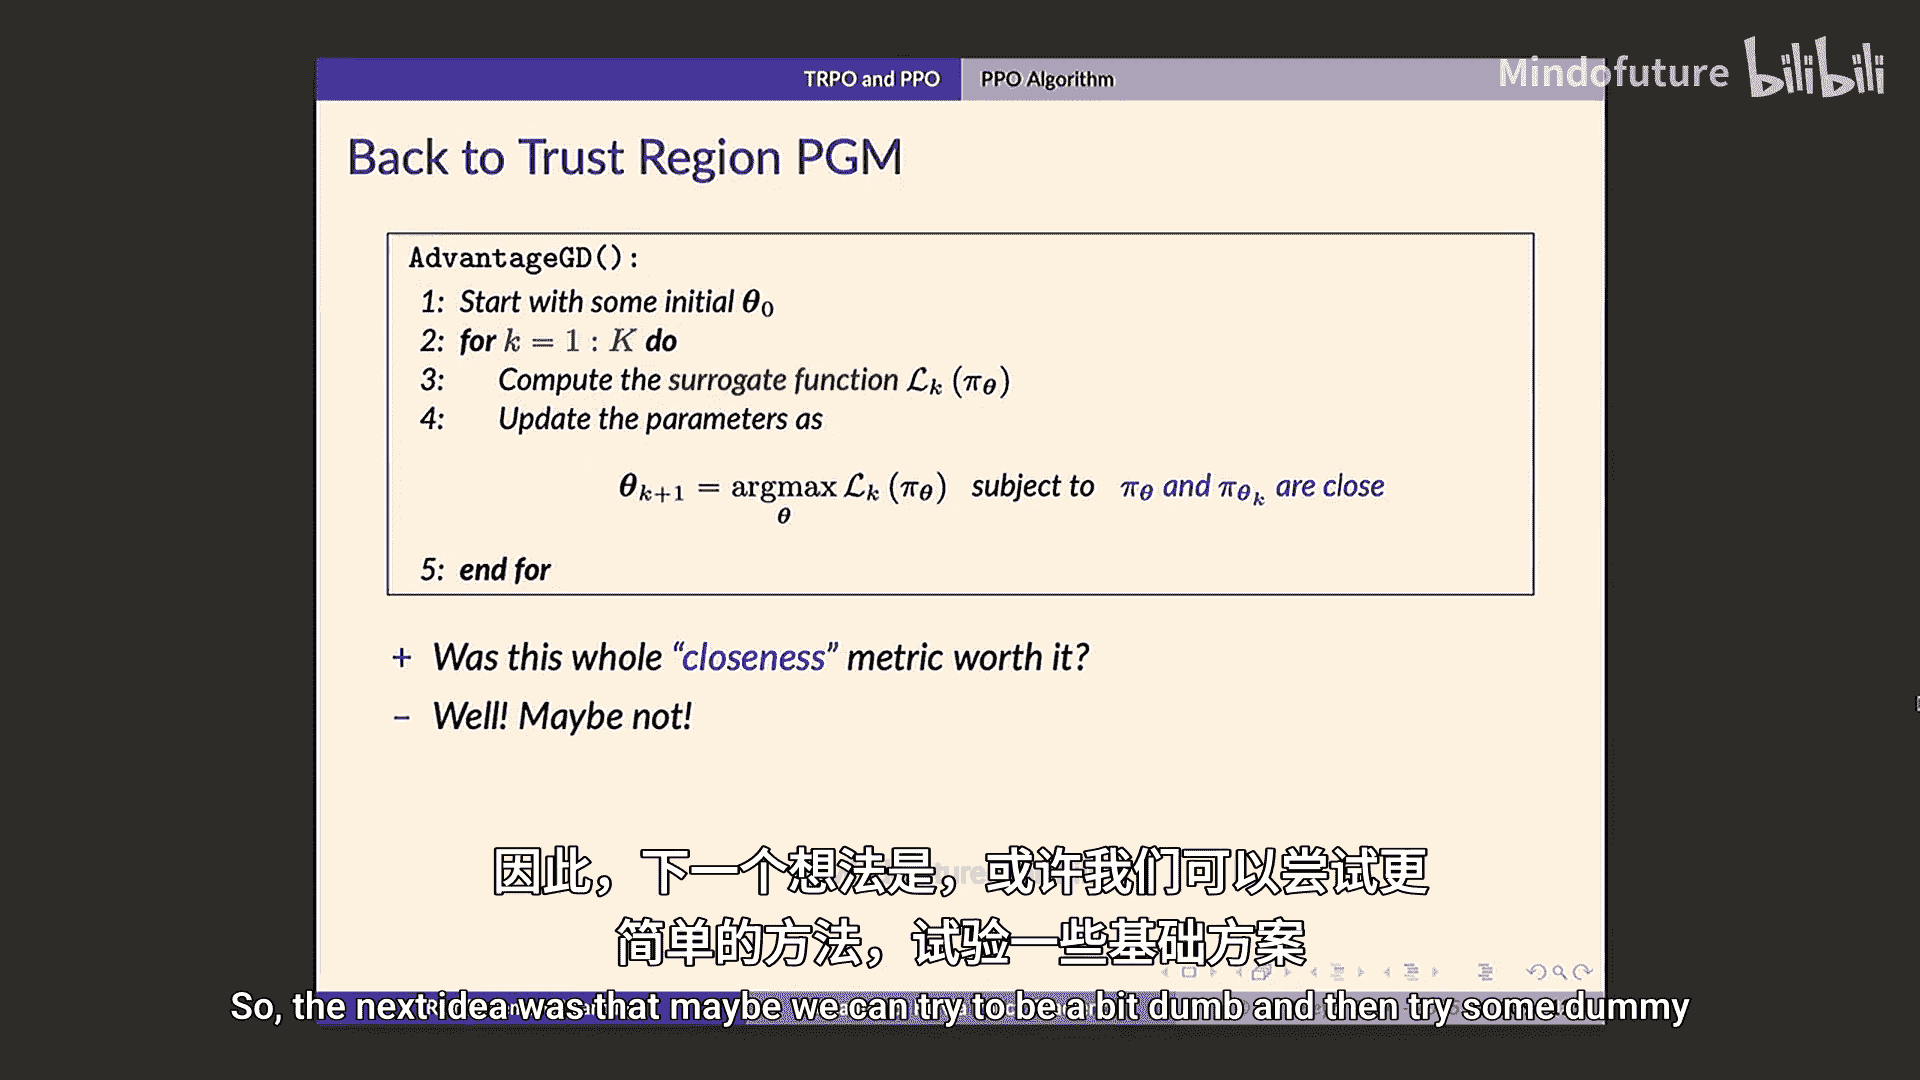 Mindofuture bilibili
TRPO and PPO PPO Algorithm
Back to Trust Region PGM
AdvantageGD():
1: Start with some initial θ₀
2: for k = 1 : K do
3: Compute the surrogate function ℒₖ (π_θ)
4: Update the parameters as
θₖ₊₁ = argmax ℒₖ (π_θ) subject to π_θ and π_θₖ are close
θ
5: end for
+ Was this whole “closeness” metric worth it?
– Well! Maybe not!
因此，下一个想法是，或许我们可以尝试更
简单的方法，试验一些基础方案
So, the next idea was that maybe we can try to be a bit dumb and then try some dummy